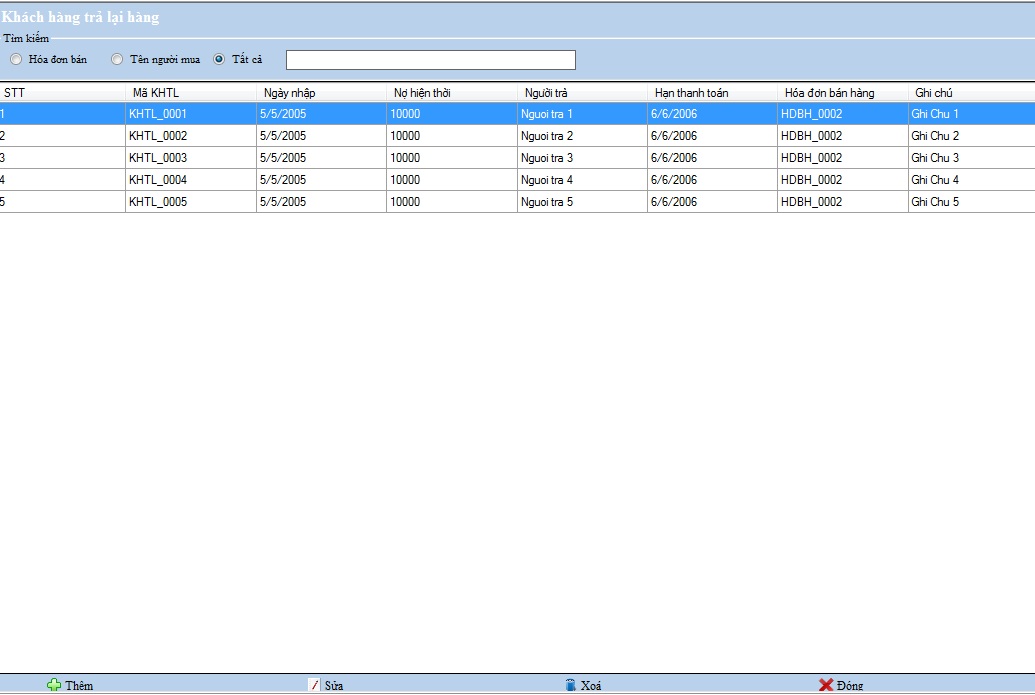 Khách hàng trả lại hàng
Tìm kiếm
Hóa đơn bán Tên người mua Tất cả
STT Mã KHTL Ngày nhập Nợ hiện thời Người trả Hạn thanh toán Hóa đơn bán hàng Ghi chú
1 KHTL_0001 5/5/2005 10000 Nguoi tra 1 6/6/2006 HDBH_0002 Ghi Chu 1
2 KHTL_0002 5/5/2005 10000 Nguoi tra 2 6/6/2006 HDBH_0002 Ghi Chu 2
3 KHTL_0003 5/5/2005 10000 Nguoi tra 3 6/6/2006 HDBH_0002 Ghi Chu 3
4 KHTL_0004 5/5/2005 10000 Nguoi tra 4 6/6/2006 HDBH_0002 Ghi Chu 4
5 KHTL_0005 5/5/2005 10000 Nguoi tra 5 6/6/2006 HDBH_0002 Ghi Chu 5
Thêm Sửa Xoá Đóng